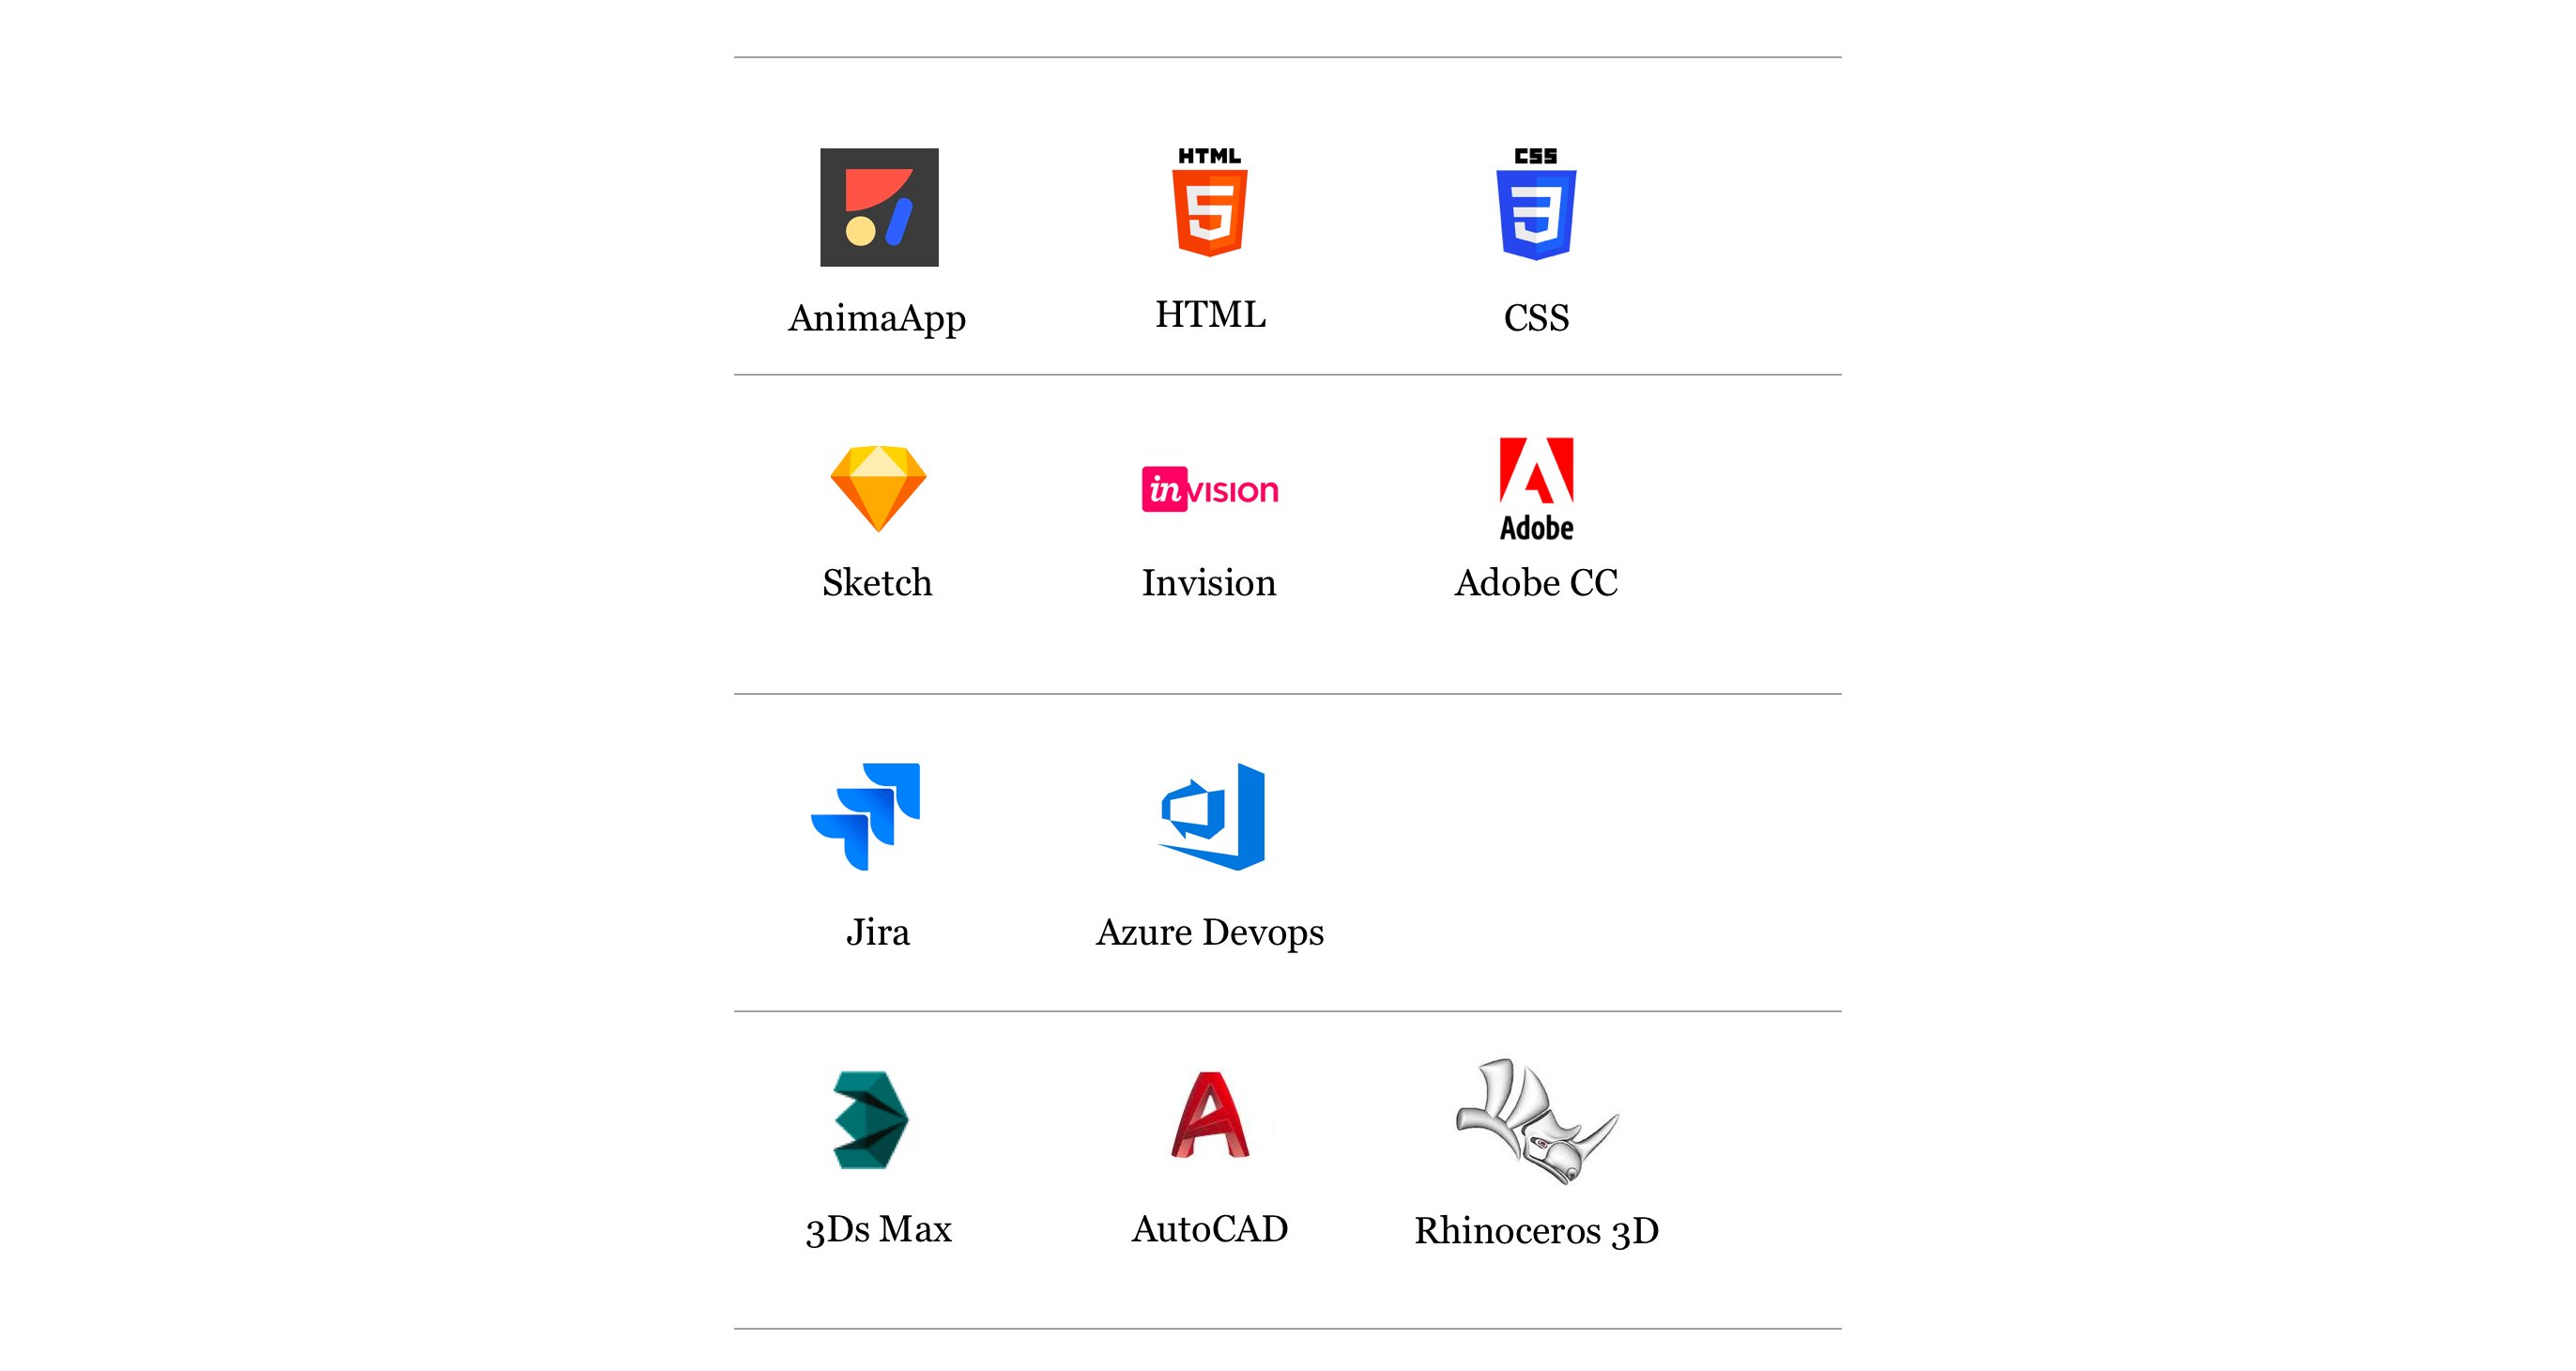 HTML
CSS
AnimaApp
HTML
CSS
invision
Adobe
Sketch
Invision
Adobe CC
Jira
Azure Devops
3Ds Max
AutoCAD
Rhinoceros 3D